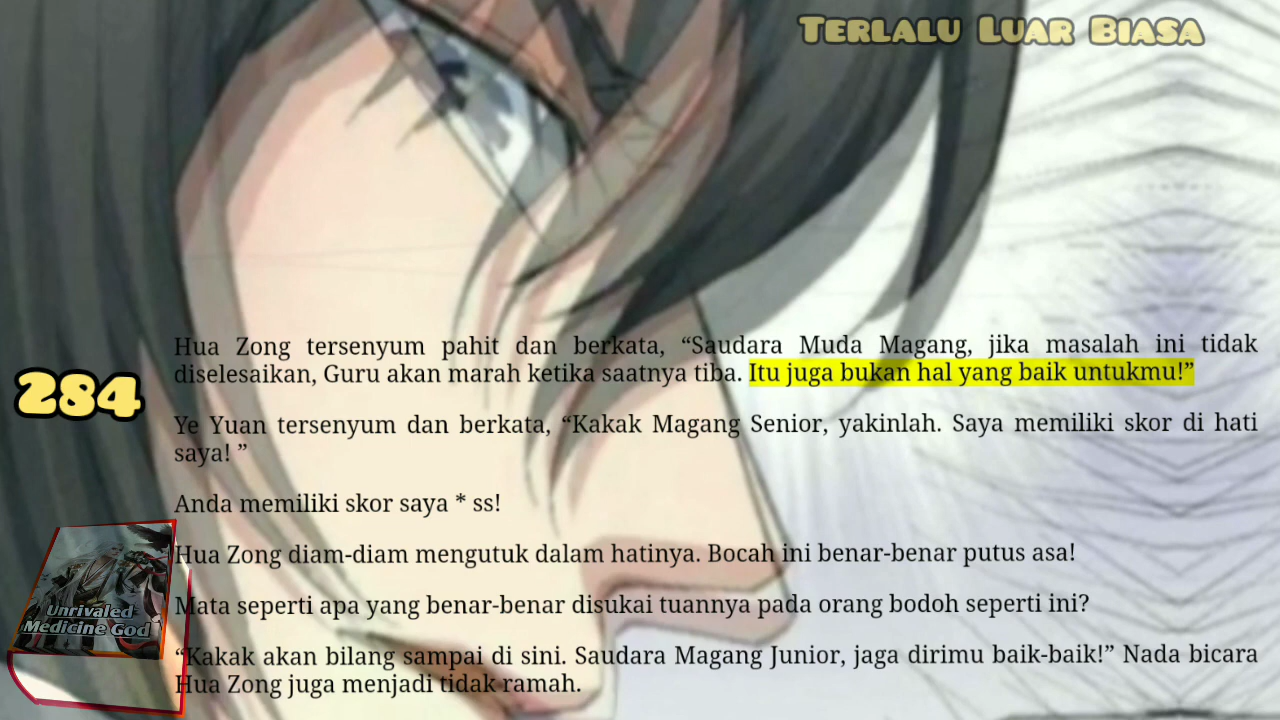 Terlalu Luar Biasa
Hua Zong tersenyum pahit dan berkata, “Saudara Muda Magang, jika masalah ini tidak
diselesaikan, Guru akan marah ketika saatnya tiba. Itu juga bukan hal yang baik untukmu!”
284
Ye Yuan tersenyum dan berkata, “Kakak Magang Senior, yakinlah. Saya memiliki skor di hati
saya! ”
Anda memiliki skor saya * ss!
Hua Zong diam-diam mengutuk dalam hatinya. Bocah ini benar-benar putus asa!
Mata seperti apa yang benar-benar disukai tuannya pada orang bodoh seperti ini?
“Kakak akan bilang sampai di sini. Saudara Magang Junior, jaga dirimu baik-baik!” Nada bicara
Hua Zong juga menjadi tidak ramah.
Unrivaled
Medicine God